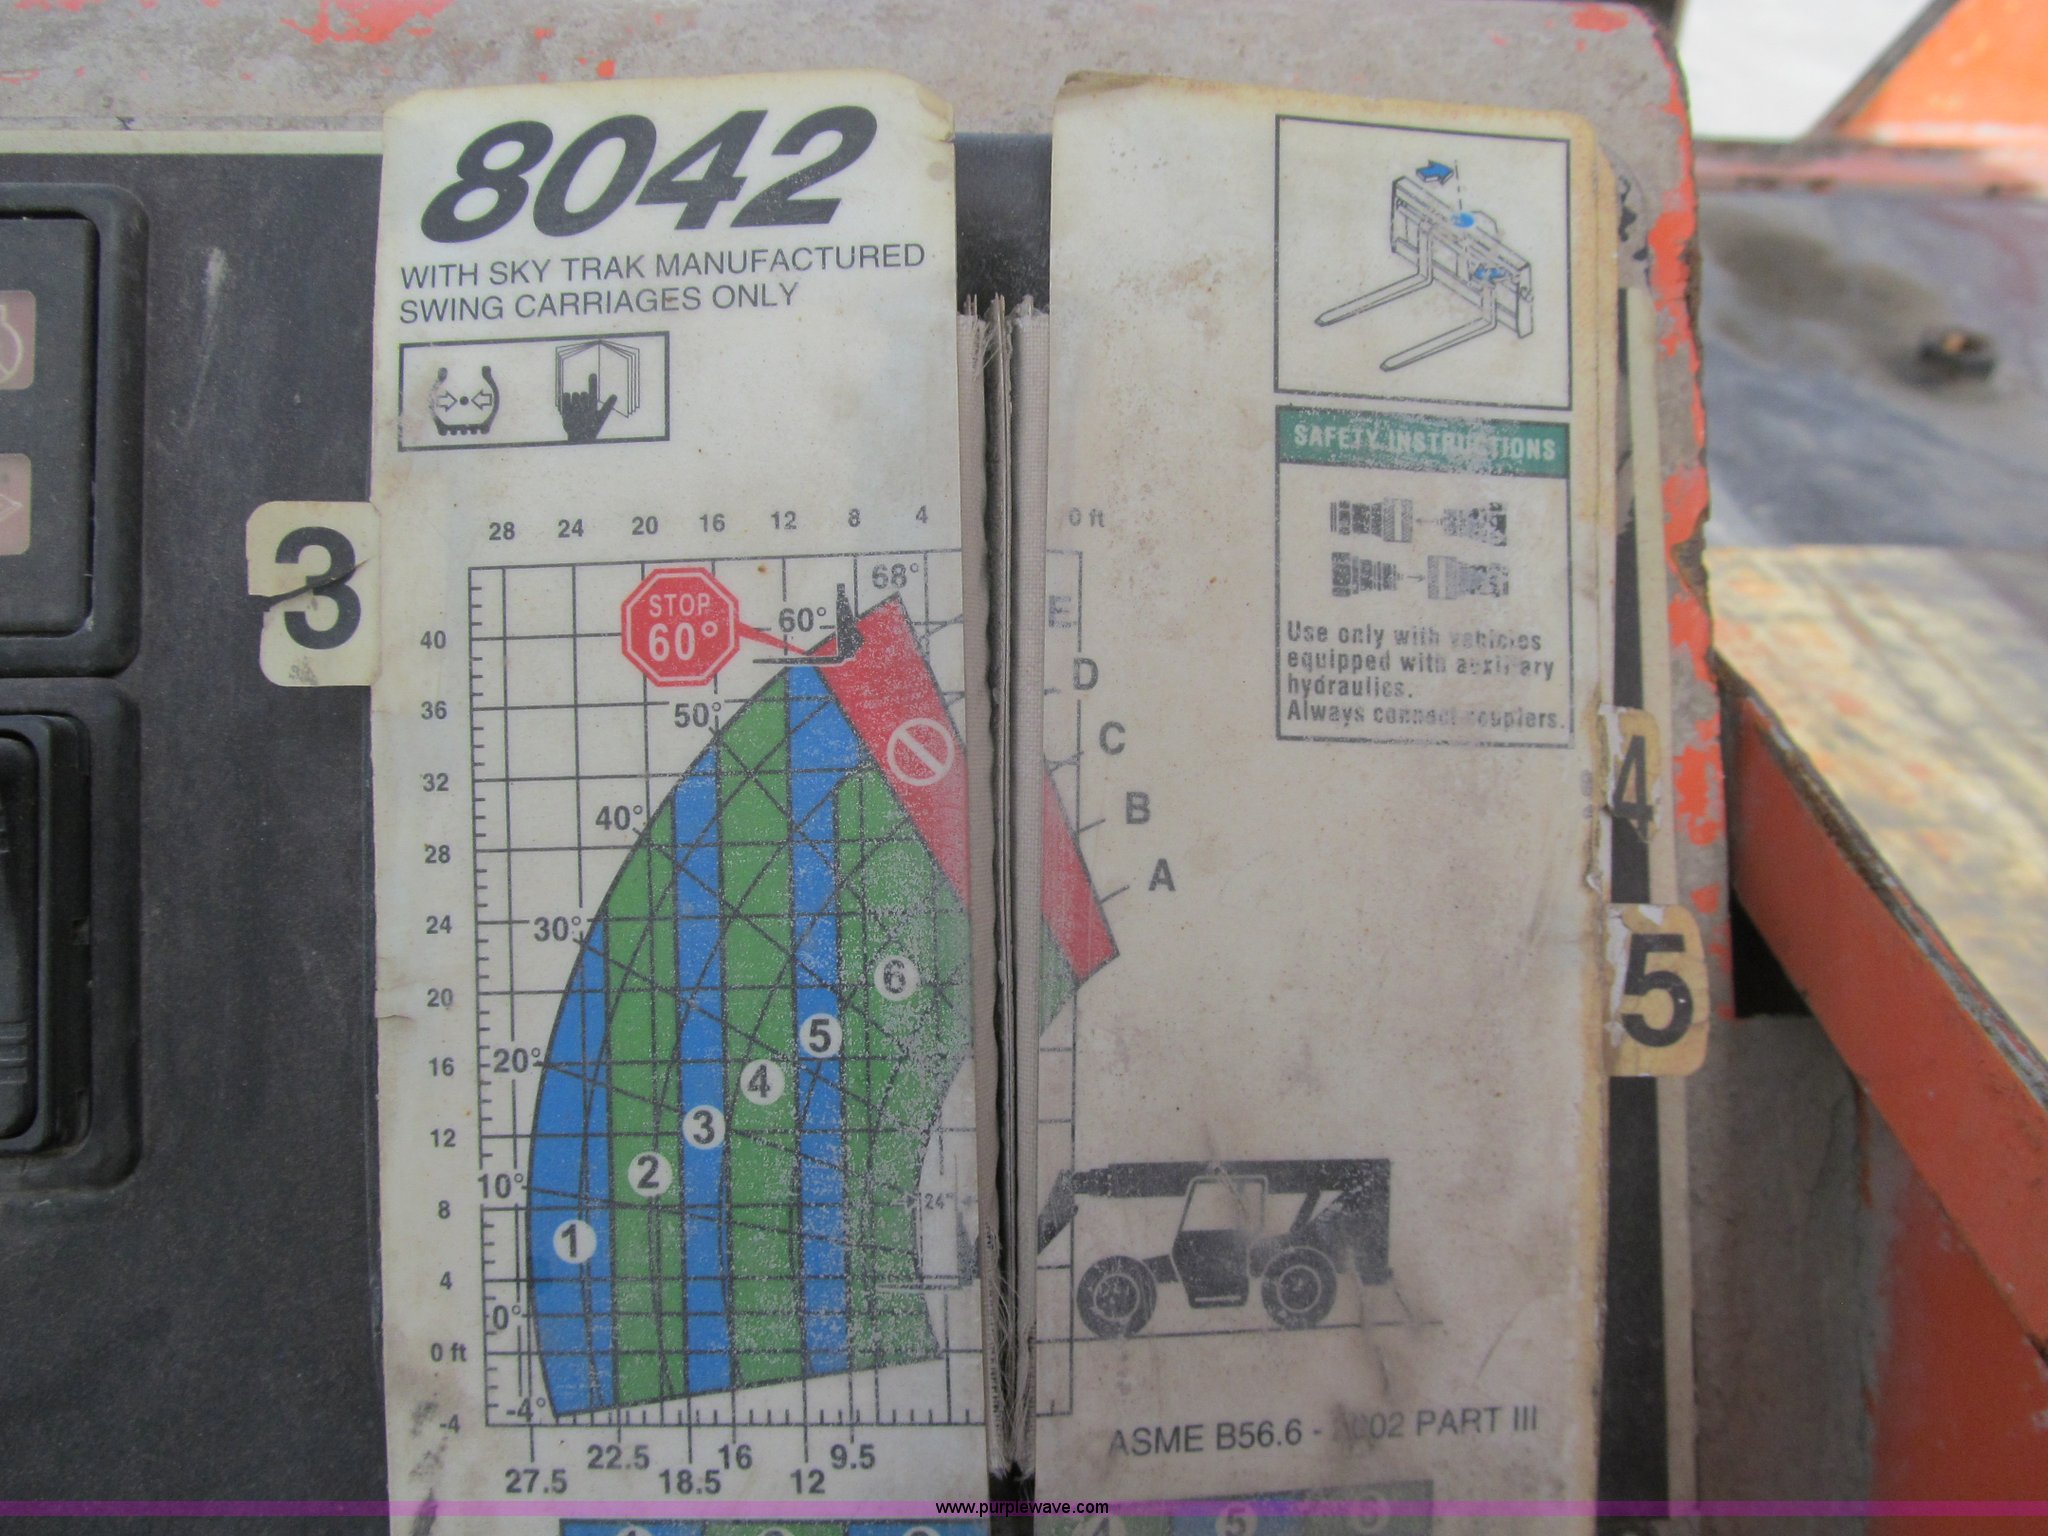 8042
WITH SKY TRAK MANUFACTURED
SWING CARRIAGES ONLY
SAFETY INSTRUCTIONS
Use only with vehicles
equipped with auxiliary
hydraulics.
Always connect couplers.
3
4
5
28 24 20 16 12 8 4 0 ft
STOP
60°
60°
68°
50°
40°
30°
20°
10°
0°
-4°
40
36
32
28
24
20
16
12
8
4
0 ft
-4
E
D
C
B
A
6
5
4
3
2
1
24"
27.5 22.5 18.5 16 12 9.5
ASME B56.6 - 2002 PART III
www.purplewave.com
5